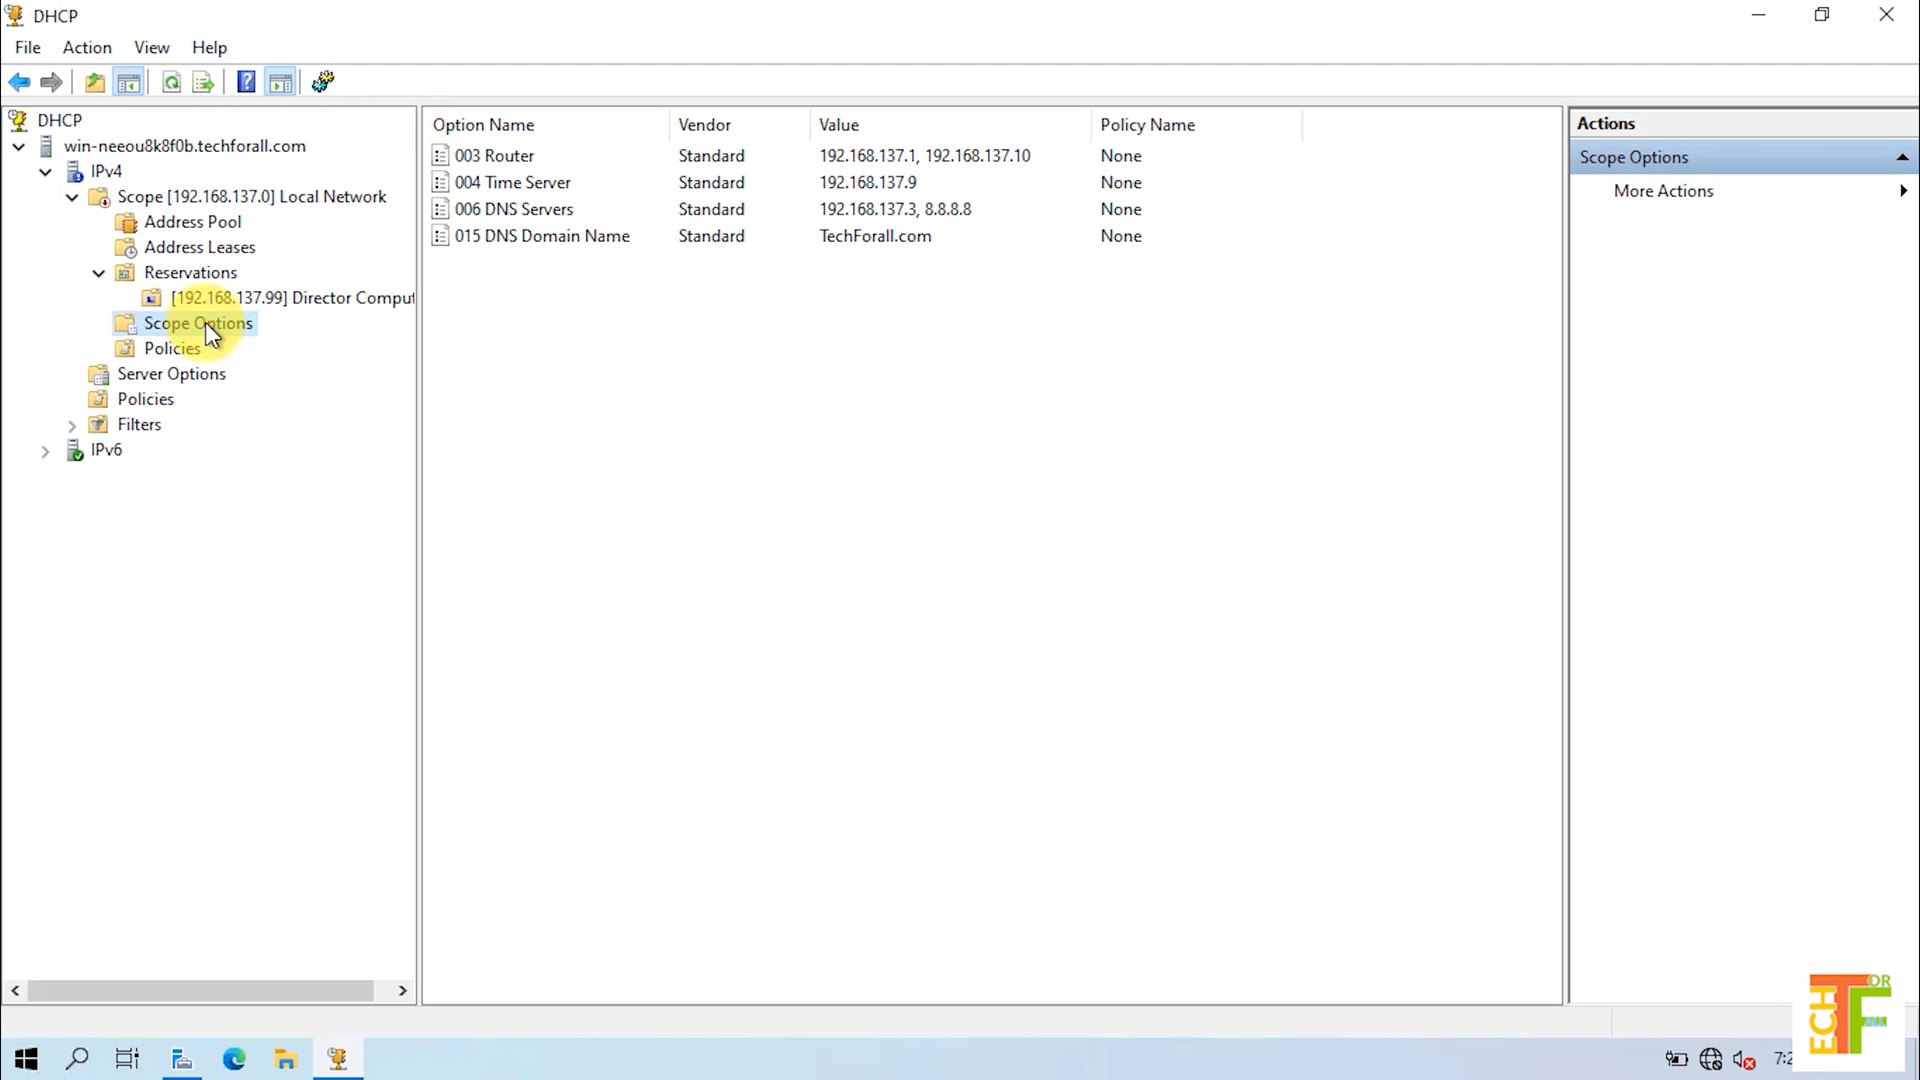 DHCP
File Action View Help
DHCP
win-neeou8k8f0b.techforall.com
IPv4
Scope [192.168.137.0] Local Network
Address Pool
Address Leases
Reservations
[192.168.137.99] Director Comput
Scope Options
Policies
Server Options
Policies
Filters
IPv6
Option Name Vendor Value Policy Name
003 Router Standard 192.168.137.1, 192.168.137.10 None
004 Time Server Standard 192.168.137.9 None
006 DNS Servers Standard 192.168.137.3, 8.8.8.8 None
015 DNS Domain Name Standard TechForall.com None
Actions
Scope Options
More Actions
TECH FOR ALL